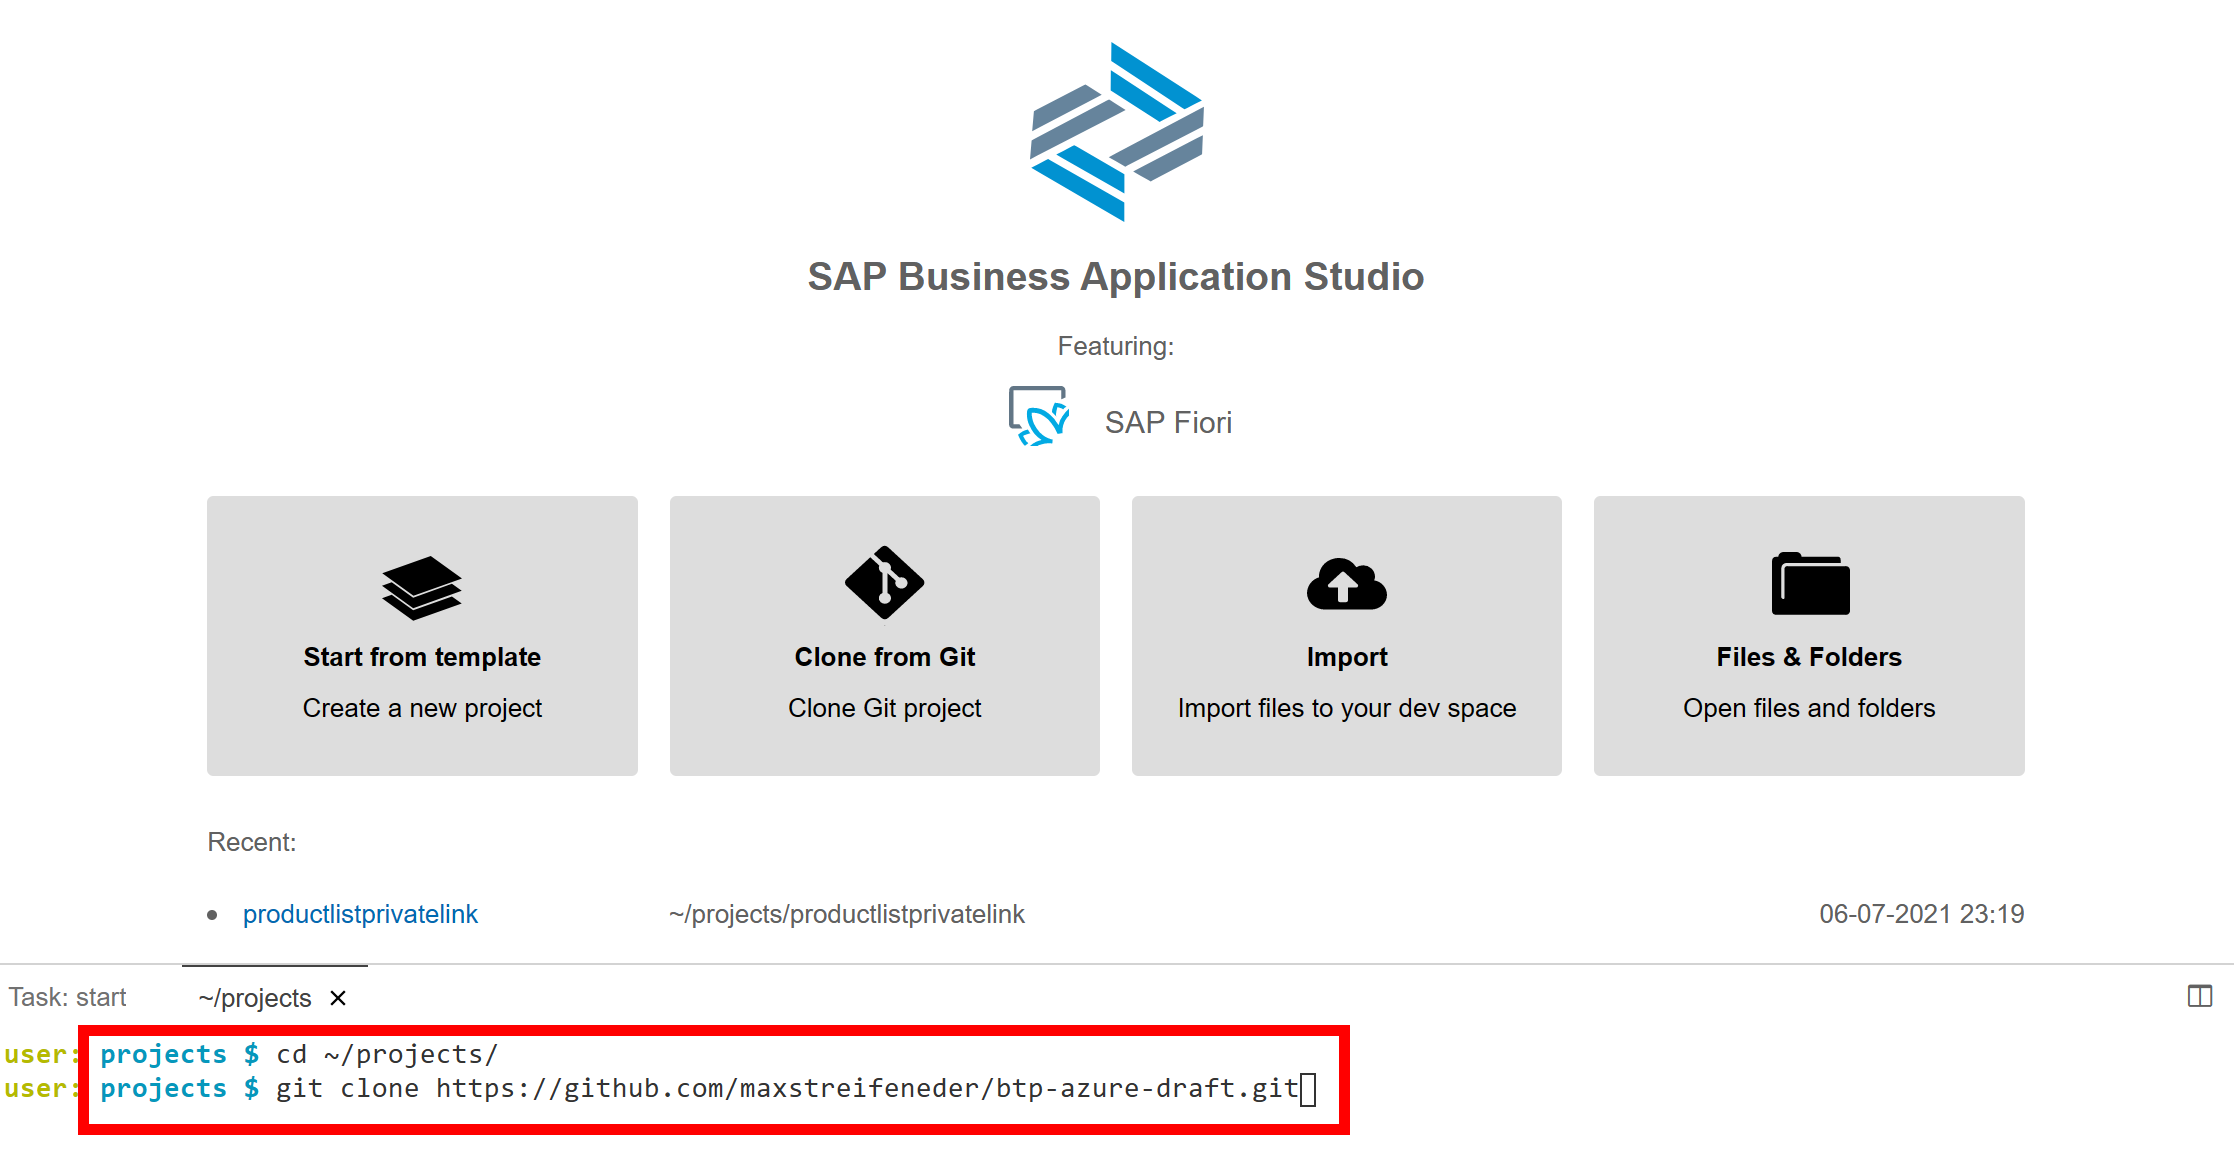 SAP Business Application Studio
Featuring:
SAP Fiori
Start from template
Create a new project
Clone from Git
Clone Git project
Import
Import files to your dev space
Files & Folders
Open files and folders
Recent:
productlistprivatelink ~/projects/productlistprivatelink 06-07-2021 23:19
Task: start ~/projects
user: projects $ cd ~/projects/
user: projects $ git clone https://github.com/maxstreifeneder/btp-azure-draft.git